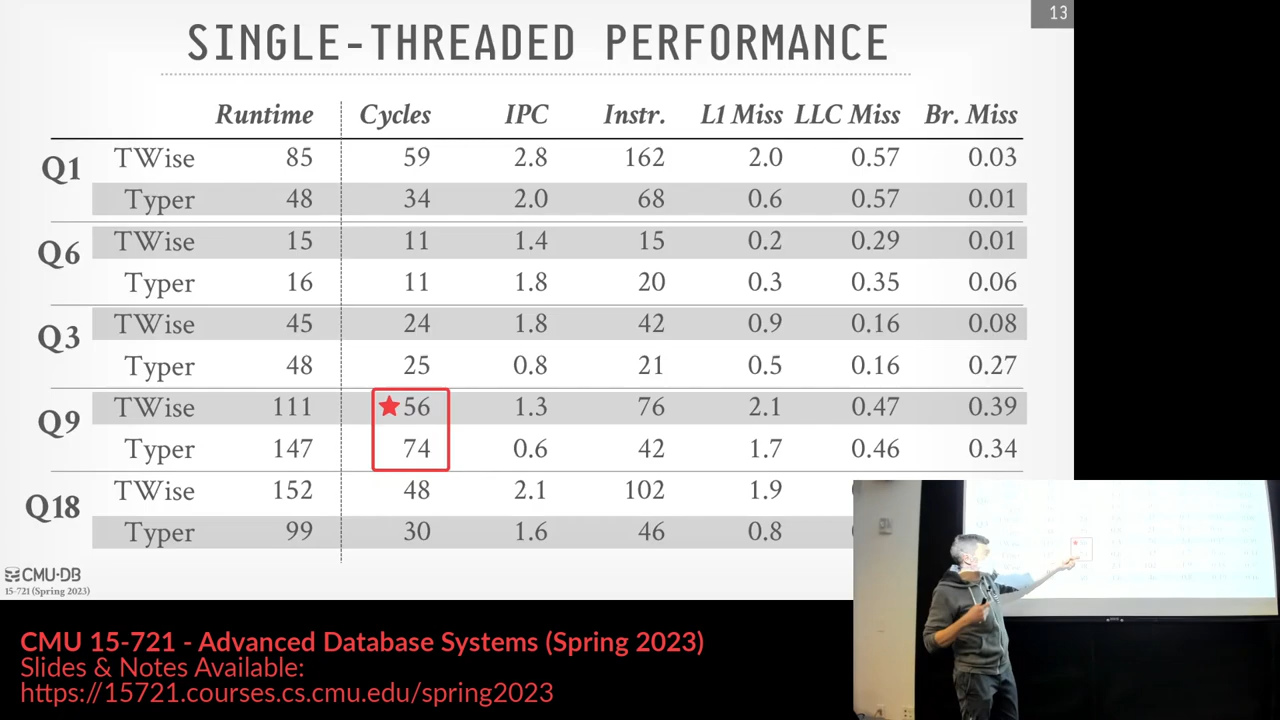 13
SINGLE-THREADED PERFORMANCE
Runtime Cycles IPC Instr. L1 Miss LLC Miss Br. Miss
Q1 TWise 85 59 2.8 162 2.0 0.57 0.03
Typer 48 34 2.0 68 0.6 0.57 0.01
Q6 TWise 15 11 1.4 15 0.2 0.29 0.01
Typer 16 11 1.8 20 0.3 0.35 0.06
Q3 TWise 45 24 1.8 42 0.9 0.16 0.08
Typer 48 25 0.8 21 0.5 0.16 0.27
Q9 TWise 111 56 1.3 76 2.1 0.47 0.39
Typer 147 74 0.6 42 1.7 0.46 0.34
Q18 TWise 152 48 2.1 102 1.9
Typer 99 30 1.6 46 0.8
CMU·DB
15-721 (Spring 2023)
CMU 15-721 - Advanced Database Systems (Spring 2023)
Slides & Notes Available:
https://15721.courses.cs.cmu.edu/spring2023